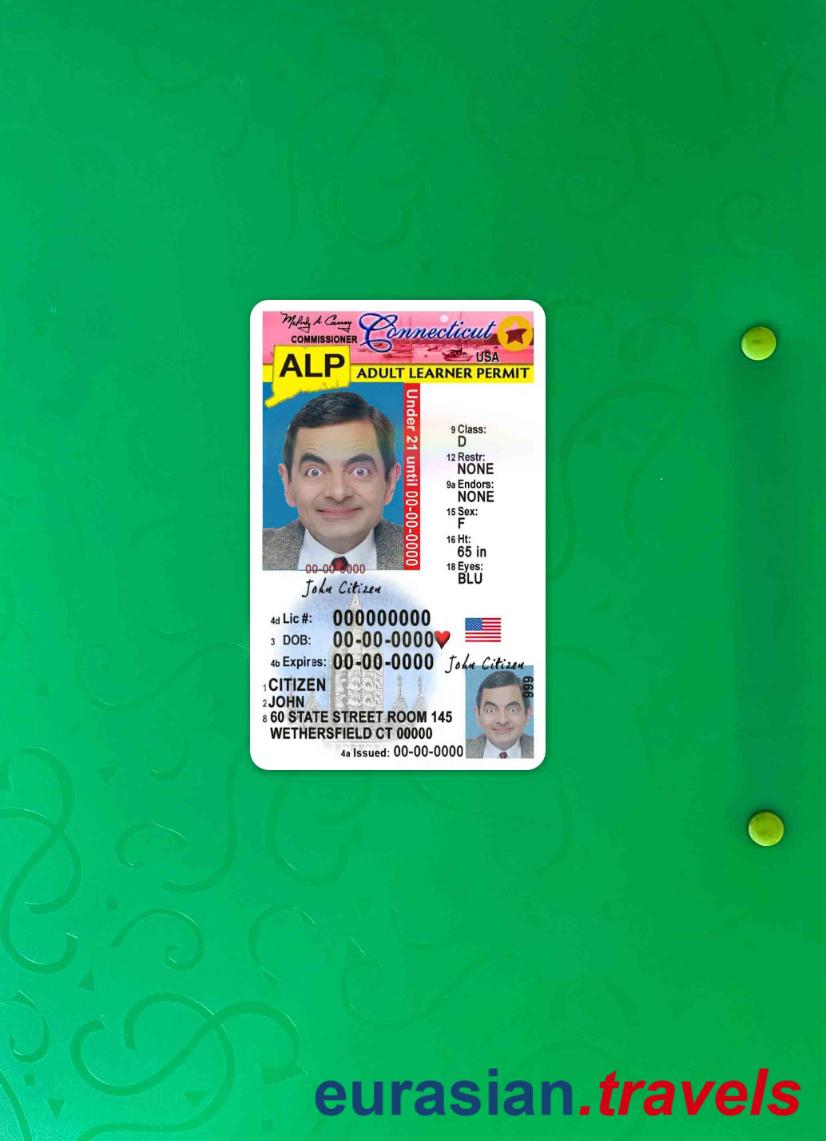 Connecticut
COMMISSIONER
USA
ALP
ADULT LEARNER PERMIT
Under 21 until 00-00-0000
9 Class:
D
12 Restr:
NONE
9a Endors:
NONE
15 Sex:
F
16 Ht:
65 in
18 Eyes:
BLU
00-00-0000
John Citizen
4d Lic #: 000000000
3 DOB: 00-00-0000
4b Expires: 00-00-0000
John Citizen
666
1 CITIZEN
2 JOHN
8 60 STATE STREET ROOM 145
WETHERSFIELD CT 00000
4a Issued: 00-00-0000
eurasian.travels